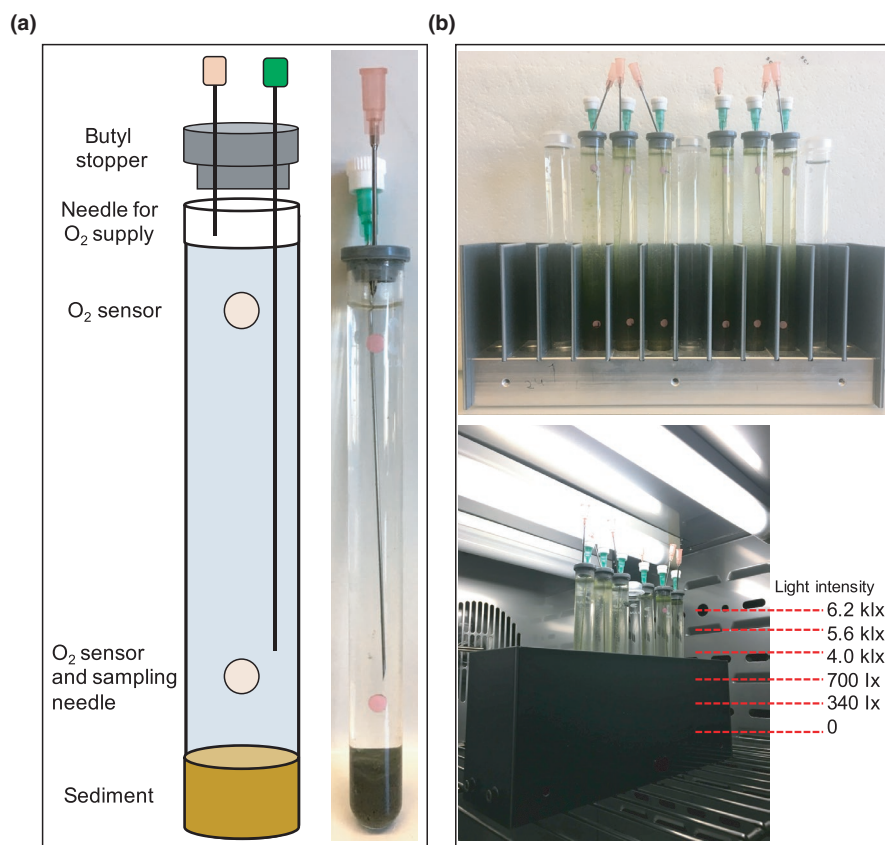 (a)
Butyl
stopper
Needle for
O₂ supply
O₂ sensor
O₂ sensor
and sampling
needle
Sediment
(b)
Light intensity
6.2 klx
5.6 klx
4.0 klx
700 lx
340 lx
0